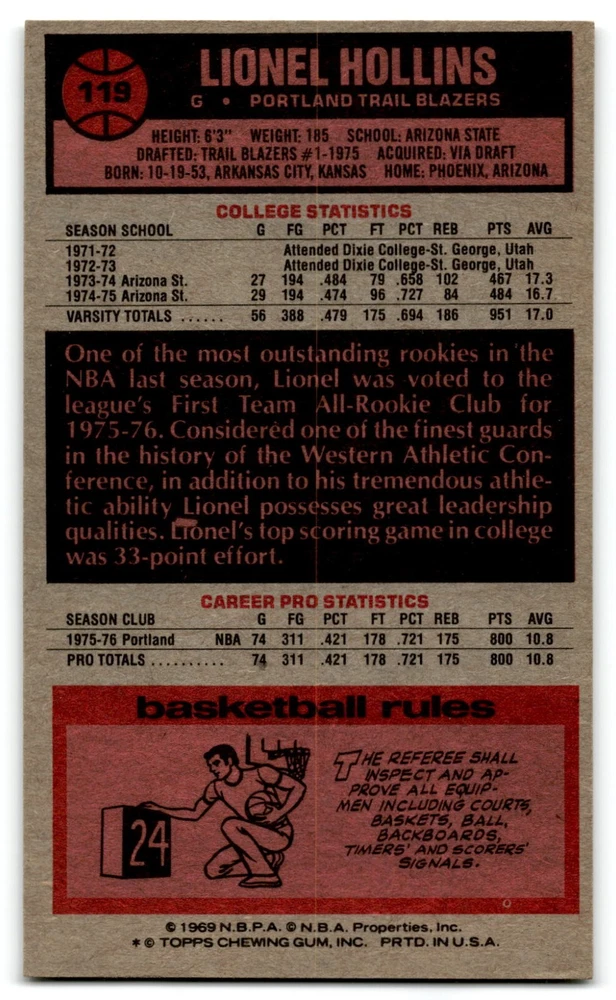 119
LIONEL HOLLINS
G • PORTLAND TRAIL BLAZERS
HEIGHT: 6'3" WEIGHT: 185 SCHOOL: ARIZONA STATE
DRAFTED: TRAIL BLAZERS #1-1975 ACQUIRED: VIA DRAFT
BORN: 10-19-53, ARKANSAS CITY, KANSAS HOME: PHOENIX, ARIZONA
COLLEGE STATISTICS
SEASON SCHOOL G FG PCT FT PCT REB PTS AVG
1971-72 Attended Dixie College-St. George, Utah
1972-73 Attended Dixie College-St. George, Utah
1973-74 Arizona St. 27 194 .484 79 .658 102 467 17.3
1974-75 Arizona St. 29 194 .474 96 .727 84 484 16.7
VARSITY TOTALS ...... 56 388 .479 175 .694 186 951 17.0
One of the most outstanding rookies in the
NBA last season, Lionel was voted to the
league's First Team All-Rookie Club for
1975-76. Considered one of the finest guards
in the history of the Western Athletic Con-
ference, in addition to his tremendous athle-
tic ability Lionel possesses great leadership
qualities. Lionel's top scoring game in college
was 33-point effort.
CAREER PRO STATISTICS
SEASON CLUB G FG PCT FT PCT REB PTS AVG
1975-76 Portland NBA 74 311 .421 178 .721 175 800 10.8
PRO TOTALS .......... 74 311 .421 178 .721 175 800 10.8
basketball rules
24
THE REFEREE SHALL
INSPECT AND AP-
PROVE ALL EQUIP-
MEN INCLUDING COURTS,
BASKETS, BALL,
BACKBOARDS,
TIMERS' AND SCORERS'
SIGNALS.
© 1969 N.B.P.A. © N.B.A. Properties, Inc.
* © TOPPS CHEWING GUM, INC. PRTD. IN U.S.A.